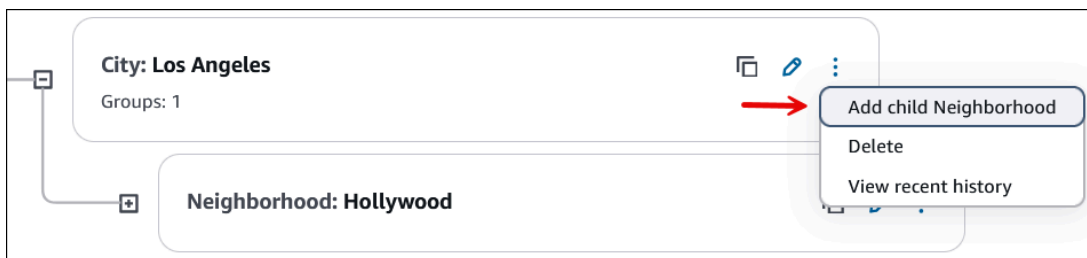 City: Los Angeles
Groups: 1
Add child Neighborhood
Delete
View recent history
Neighborhood: Hollywood